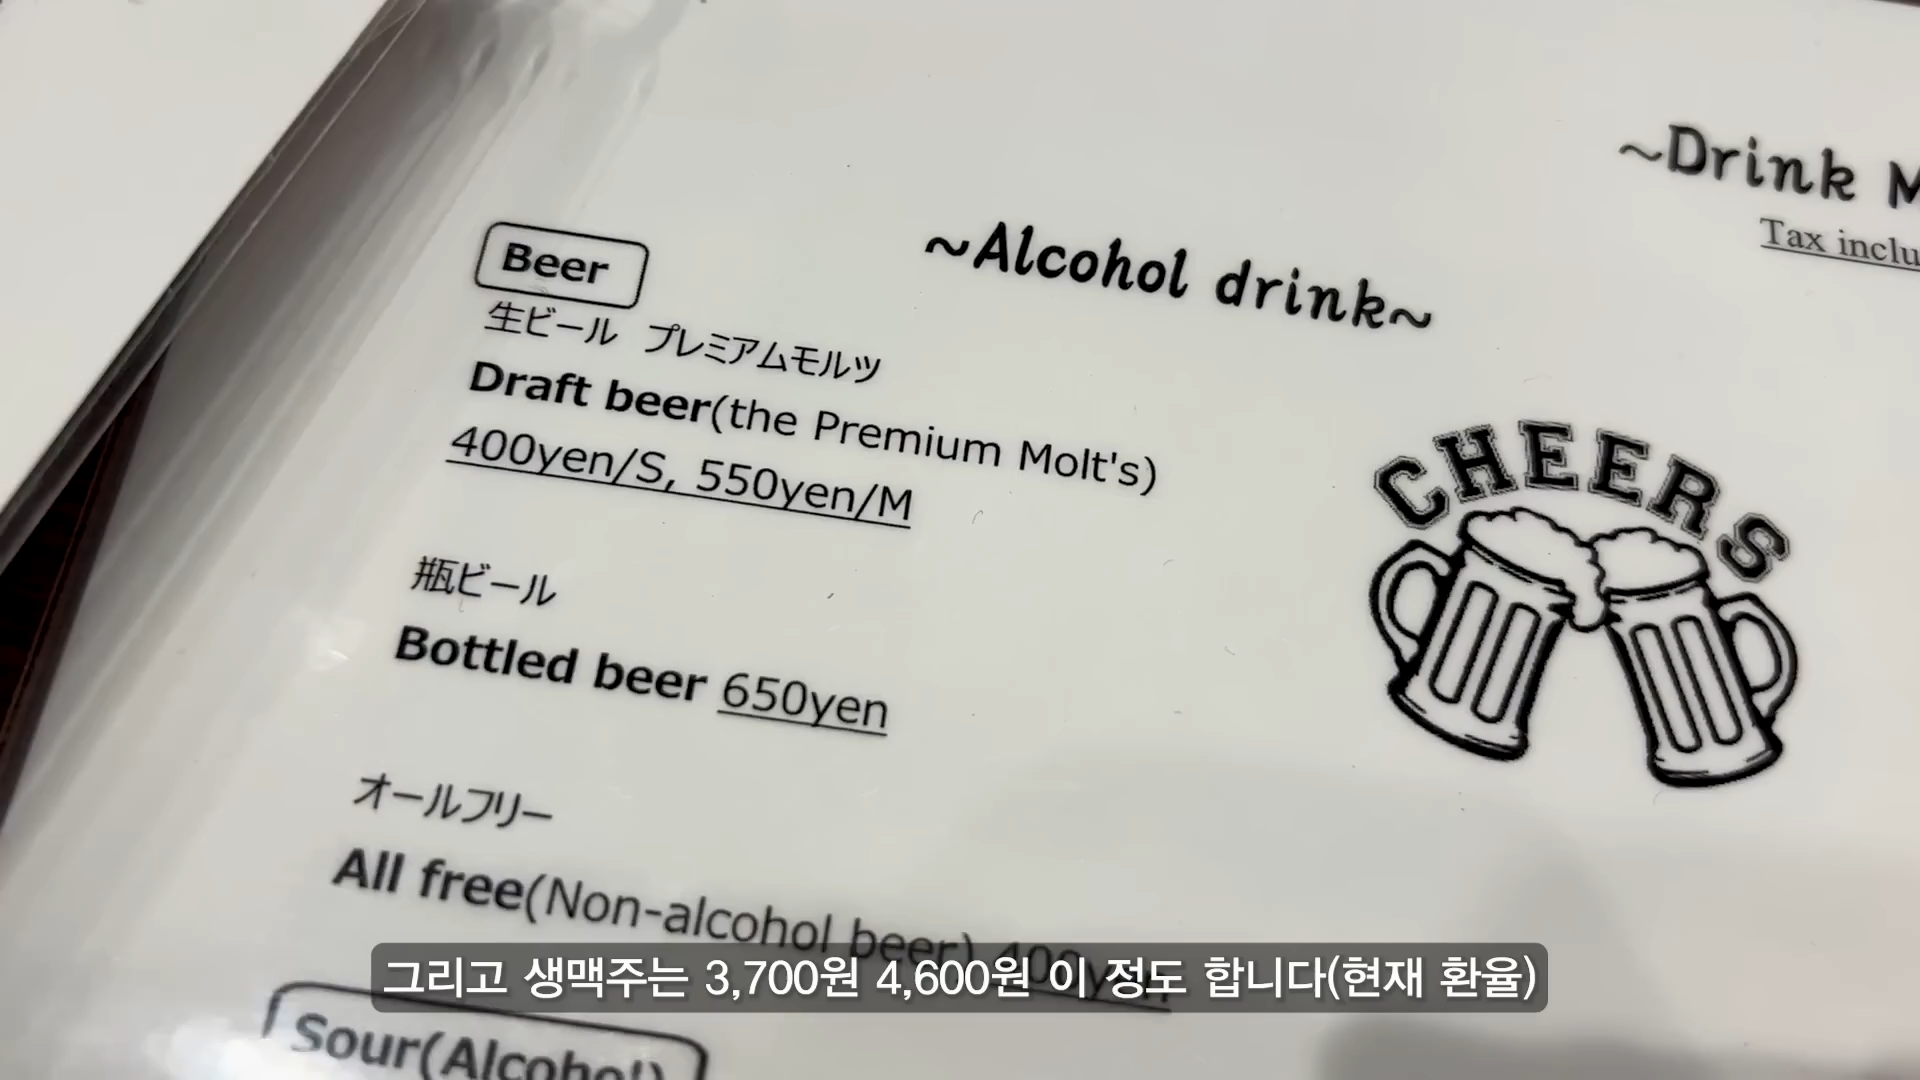 ~Drink
Tax inclu
~Alcohol drink~
Beer
生ビール プレミアムモルツ
Draft beer(the Premium Molt's)
400yen/S, 550yen/M
CHEERS
瓶ビール
Bottled beer 650yen
オールフリー
All free(Non-alcohol beer) 400yen
그리고 생맥주는 3,700원 4,600원 이 정도 합니다(현재 환율)
Sour(Alcohol)